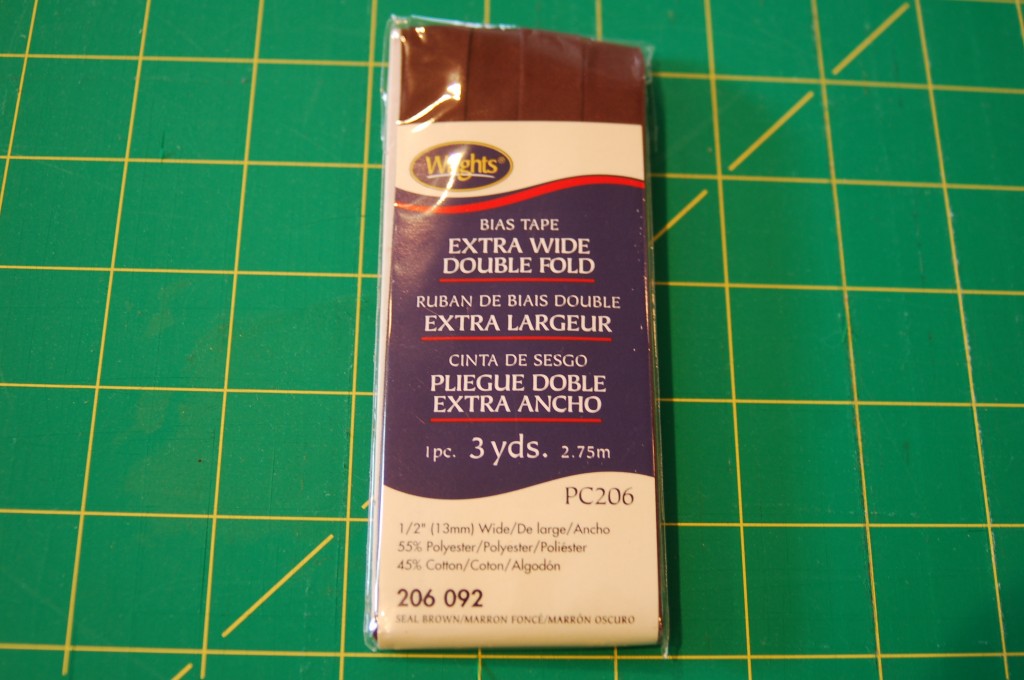 Wrights®
BIAS TAPE
EXTRA WIDE
DOUBLE FOLD
RUBAN DE BIAIS DOUBLE
EXTRA LARGEUR
CINTA DE SESGO
PLIEGUE DOBLE
EXTRA ANCHO
1pc. 3 yds. 2.75m
PC206
1/2" (13mm) Wide/De large/Ancho
55% Polyester/Polyester/Poliéster
45% Cotton/Coton/Algodón
206 092
SEAL BROWN/MARRON FONCÉ/MARRÓN OSCURO